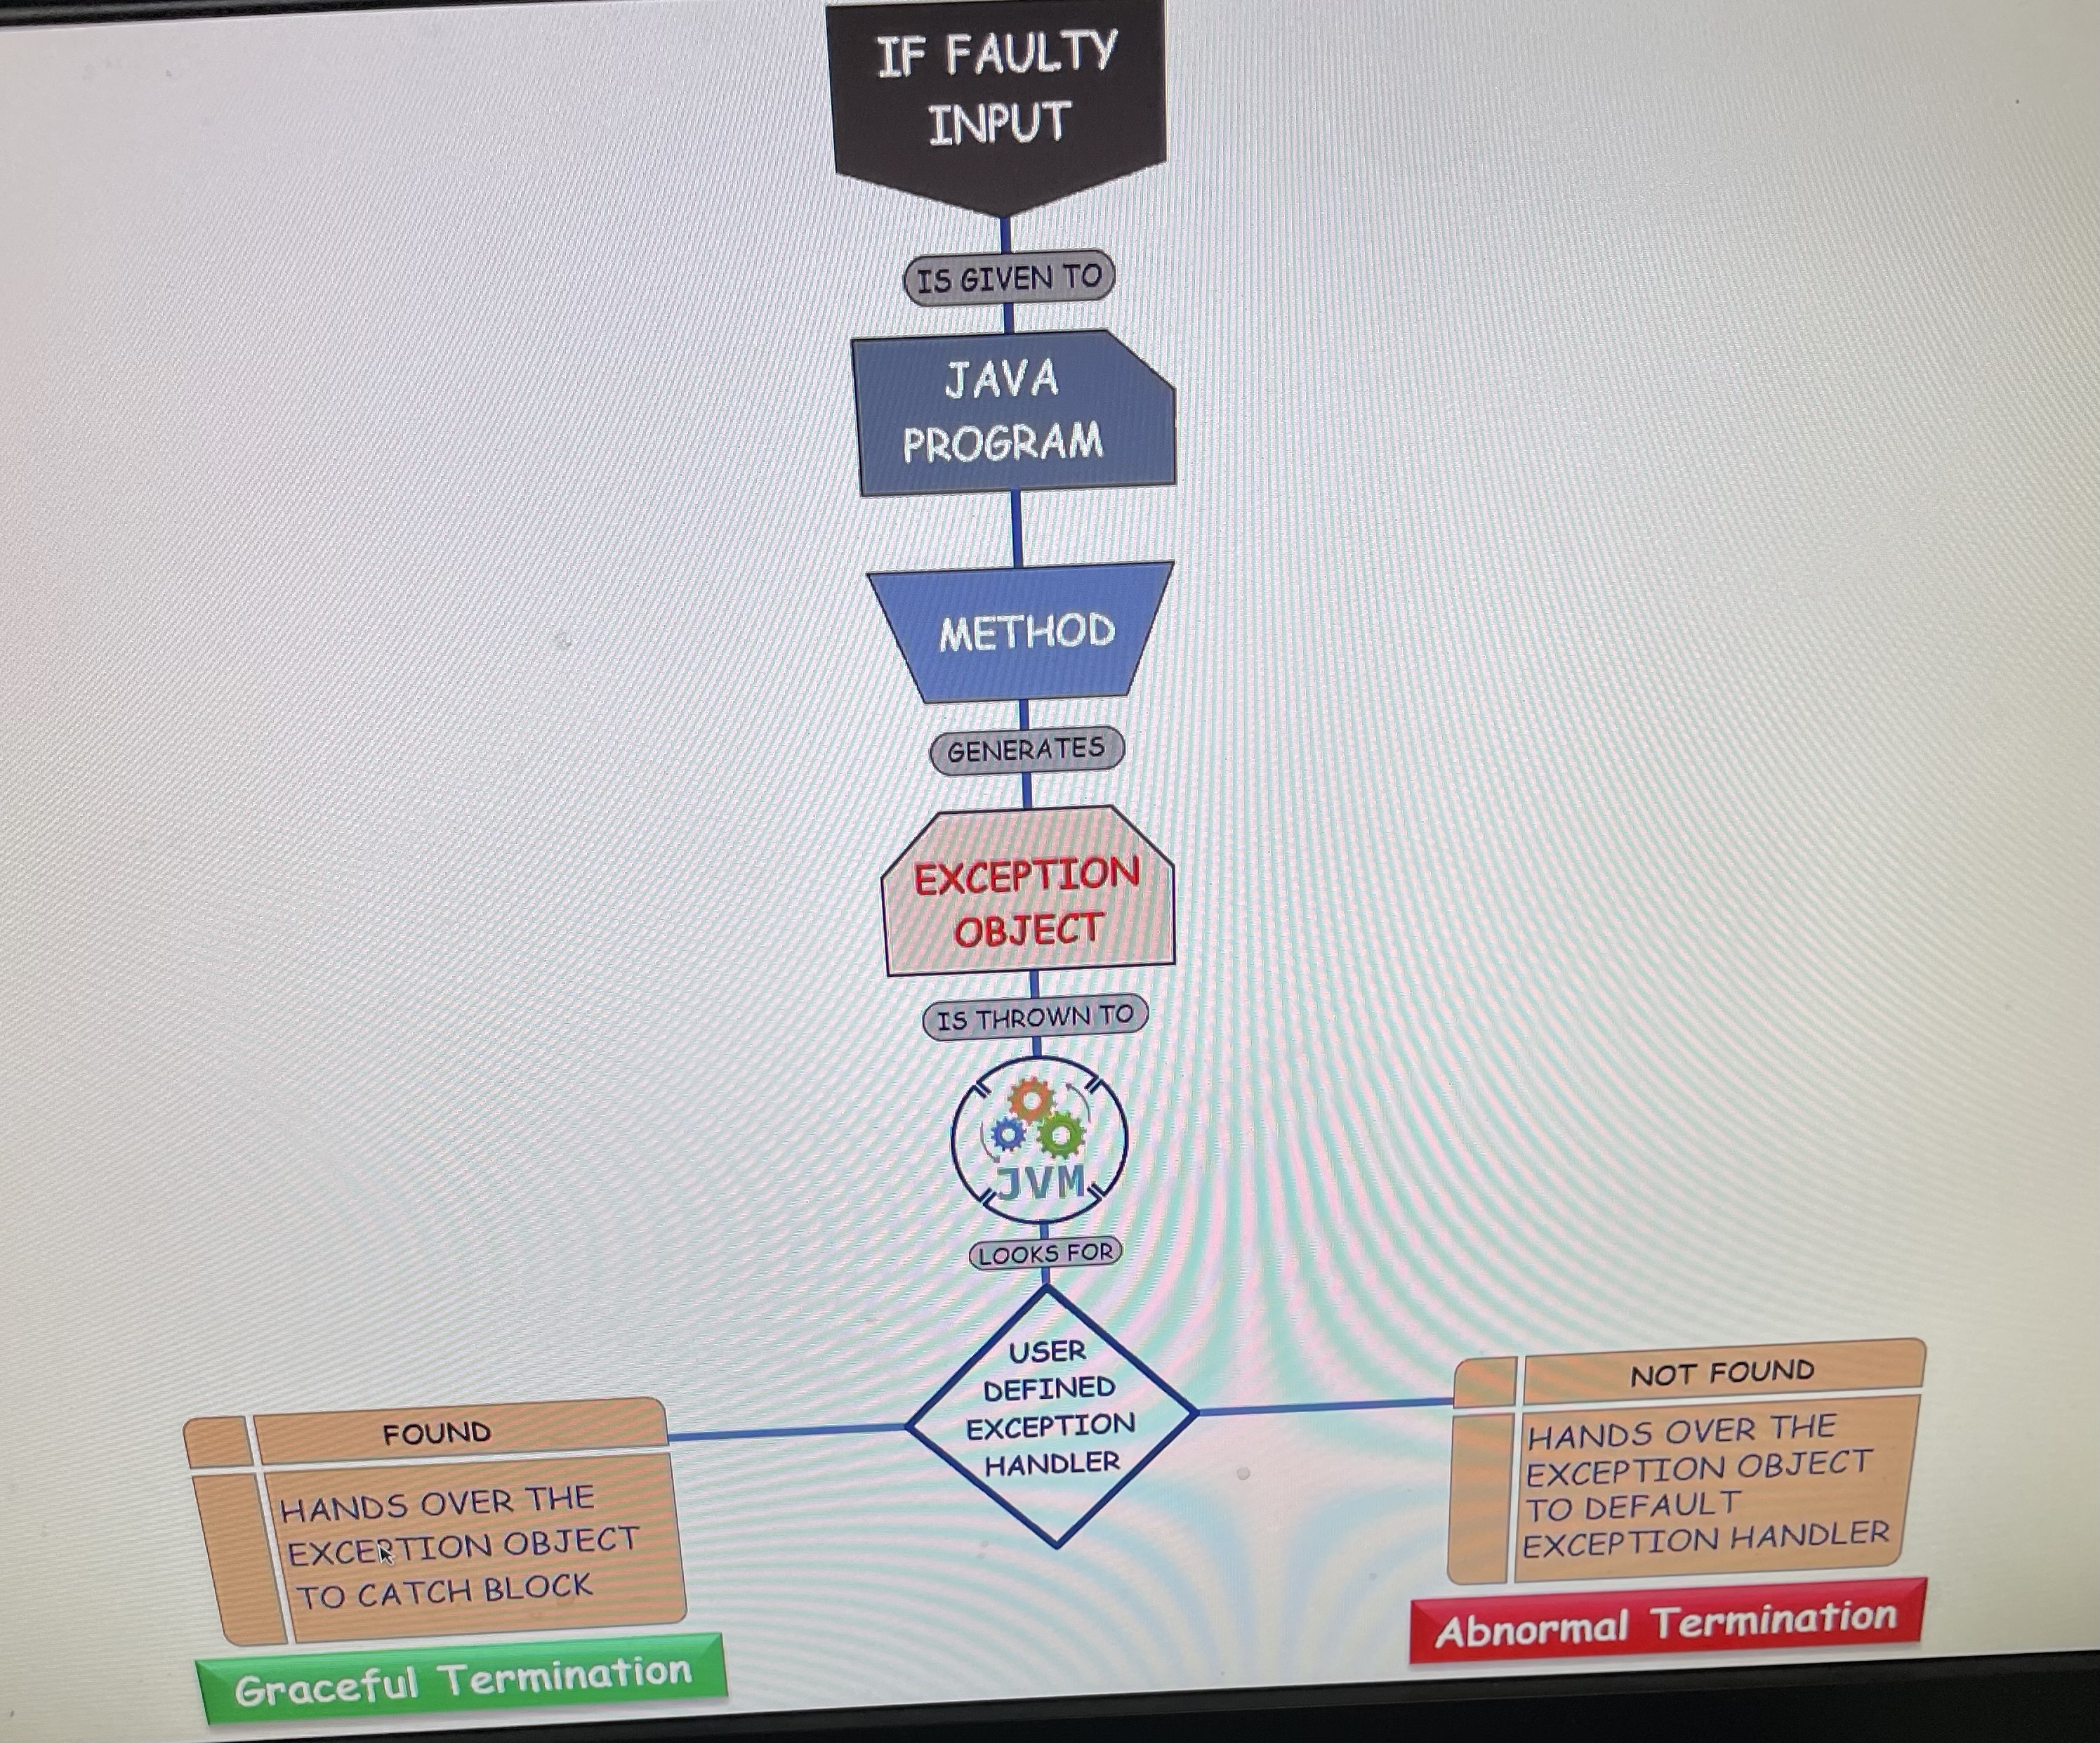 IF FAULTY
INPUT
IS GIVEN TO
JAVA
PROGRAM
METHOD
GENERATES
EXCEPTION
OBJECT
IS THROWN TO
JVM
LOOKS FOR
USER
DEFINED
EXCEPTION
HANDLER
FOUND
HANDS OVER THE
EXCEPTION OBJECT
TO CATCH BLOCK
Graceful Termination
NOT FOUND
HANDS OVER THE
EXCEPTION OBJECT
TO DEFAULT
EXCEPTION HANDLER
Abnormal Termination